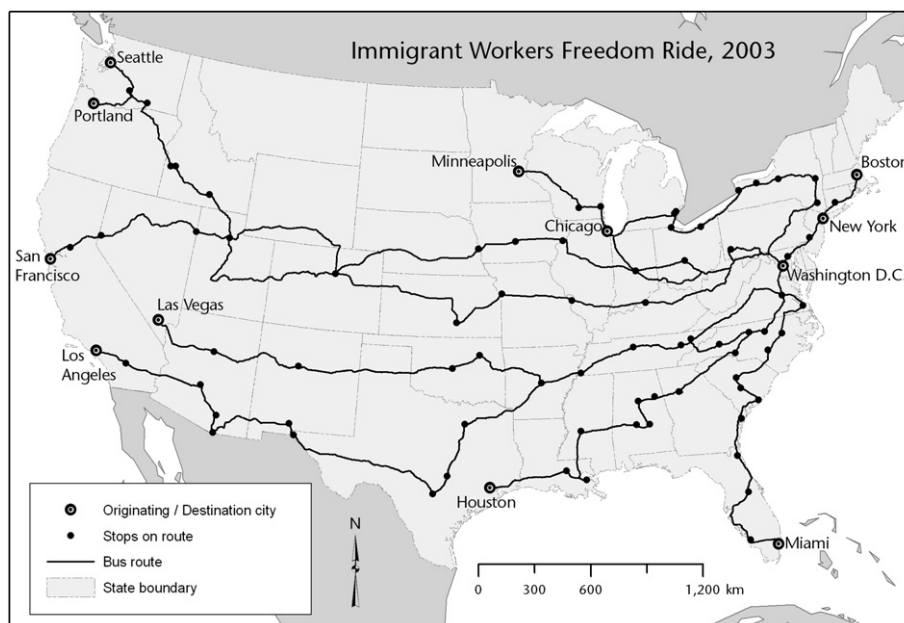 Immigrant Workers Freedom Ride, 2003
Seattle
Portland
Minneapolis
Boston
Chicago
New York
San
Francisco
Washington D.C.
Las Vegas
Los
Angeles
Houston
Miami
Originating / Destination city
Stops on route
Bus route
State boundary
N
0 300 600 1,200 km